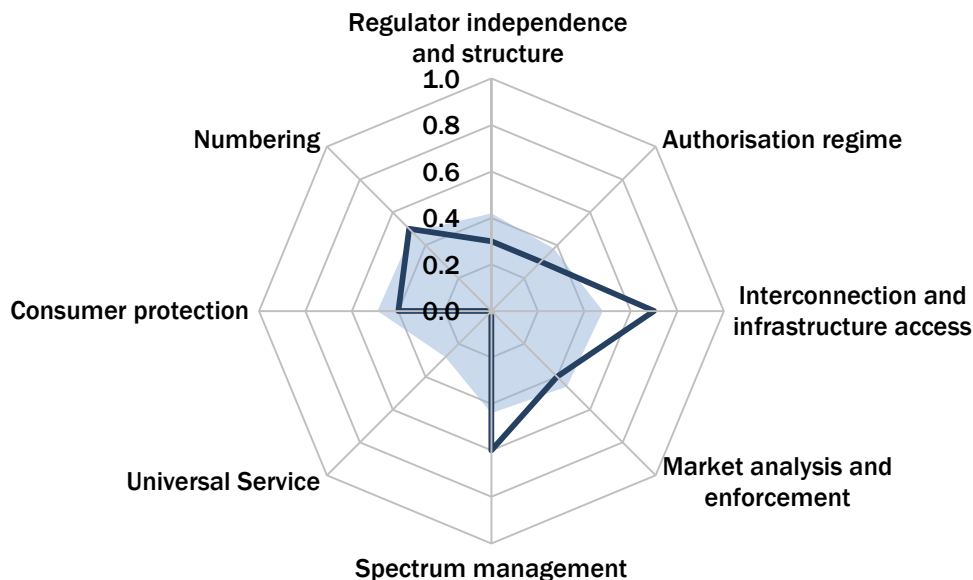 Regulator independence
and structure
1.0
0.8
0.6
0.4
0.2
0.0
Numbering
Authorisation regime
Consumer protection
Interconnection and
infrastructure access
Universal Service
Market analysis and
enforcement
Spectrum management